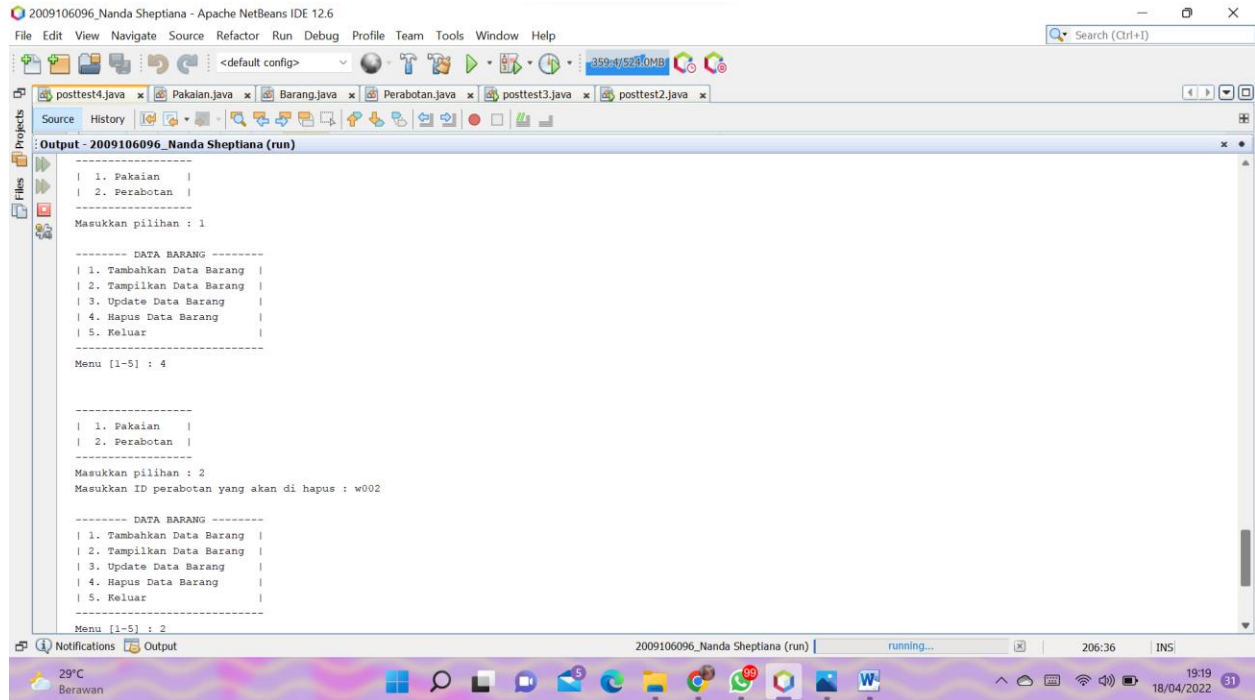 2009106096_Nanda Sheptiana - Apache NetBeans IDE 12.6
File Edit View Navigate Source Refactor Run Debug Profile Team Tools Window Help
Search (Ctrl+I)
<default config>
359.4/524.0MB
posttest4.java x Pakaian.java x Barang.java x Perabotan.java x posttest3.java x posttest2.java x
Source History
Projects
Files
Output - 2009106096_Nanda Sheptiana (run)
------------------
| 1. Pakaian |
| 2. Perabotan |
------------------
Masukkan pilihan : 1
-------- DATA BARANG --------
| 1. Tambahkan Data Barang |
| 2. Tampilkan Data Barang |
| 3. Update Data Barang |
| 4. Hapus Data Barang |
| 5. Keluar |
-----------------------------
Menu [1-5] : 4
------------------
| 1. Pakaian |
| 2. Perabotan |
------------------
Masukkan pilihan : 2
Masukkan ID perabotan yang akan di hapus : w002
-------- DATA BARANG --------
| 1. Tambahkan Data Barang |
| 2. Tampilkan Data Barang |
| 3. Update Data Barang |
| 4. Hapus Data Barang |
| 5. Keluar |
-----------------------------
Menu [1-5] : 2
Notifications Output
2009106096_Nanda Sheptiana (run) running... 206:36 INS
29°C
Berawan
5
99
W
19:19
18/04/2022
31